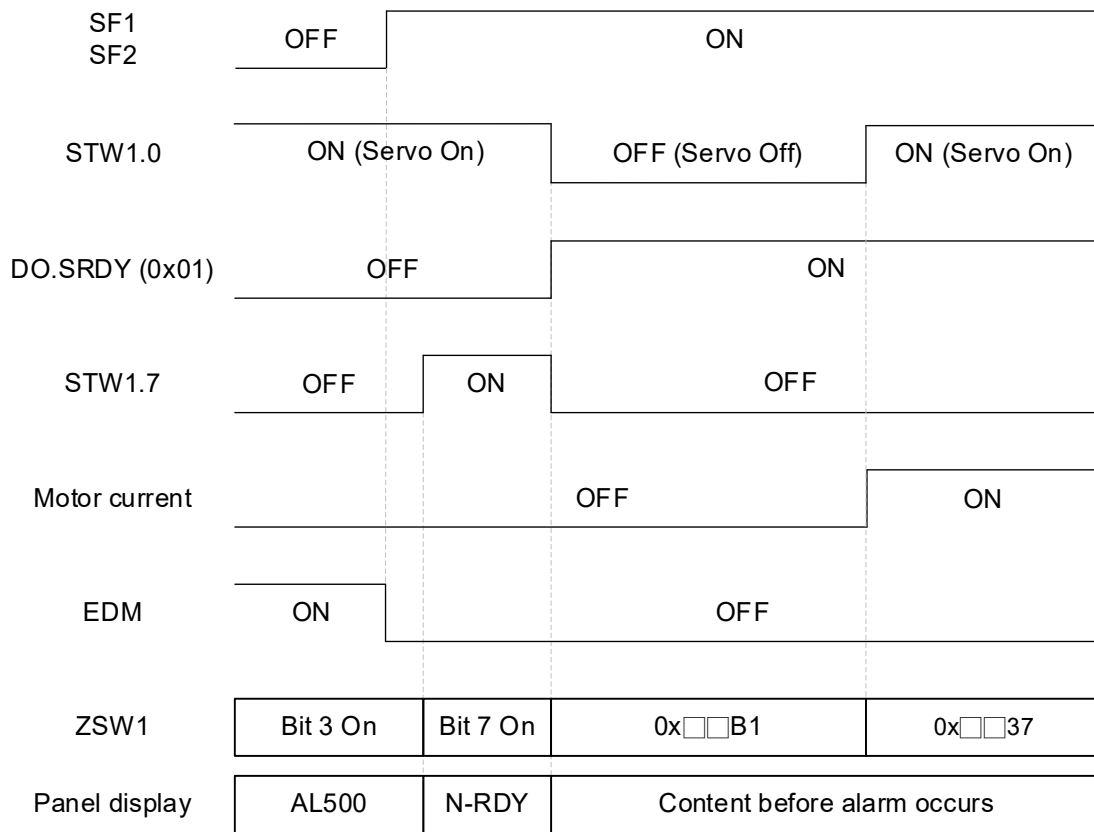 SF1
SF2
OFF
ON
STW1.0
ON (Servo On)
OFF (Servo Off)
ON (Servo On)
DO.SRDY (0x01)
OFF
ON
STW1.7
OFF
ON
OFF
Motor current
OFF
ON
EDM
ON
OFF
ZSW1
Bit 3 On
Bit 7 On
0x□□B1
0x□□37
Panel display
AL500
N-RDY
Content before alarm occurs